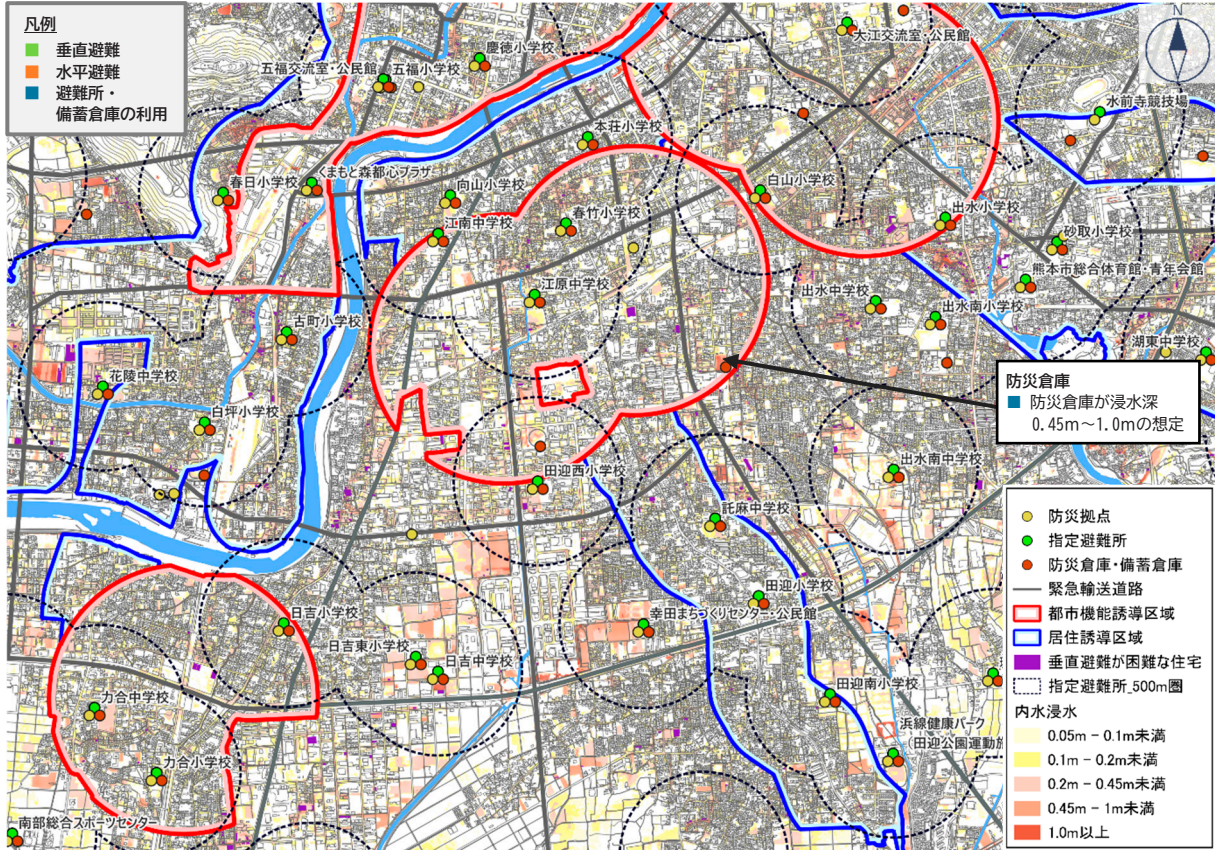 凡例
垂直避難
水平避難
避難所・
備蓄倉庫の利用
N
大江交流室・公民館
慶徳小学校
五福交流室・公民館
五福小学校
水前寺競技場
本荘小学校
くまもと森都心プラザ
春日小学校
向山小学校
白山小学校
春竹小学校
江南中学校
出水小学校
砂取小学校
熊本市総合体育館・青年会館
江原中学校
出水中学校
出水南小学校
古町小学校
湖東中学校
花陵中学校
白坪小学校
防災倉庫
防災倉庫が浸水深
0.45m～1.0mの想定
田迎西小学校
出水南中学校
託麻中学校
田迎小学校
幸田まちづくりセンター・公民館
日吉小学校
日吉東小学校
日吉中学校
田迎南小学校
力合中学校
浜線健康パーク
(田迎公園運動施
力合小学校
南部総合スポーツセンター
防災拠点
指定避難所
防災倉庫・備蓄倉庫
緊急輸送道路
都市機能誘導区域
居住誘導区域
垂直避難が困難な住宅
指定避難所_500m圏
内水浸水
0.05m - 0.1m未満
0.1m - 0.2m未満
0.2m - 0.45m未満
0.45m - 1m未満
1.0m以上